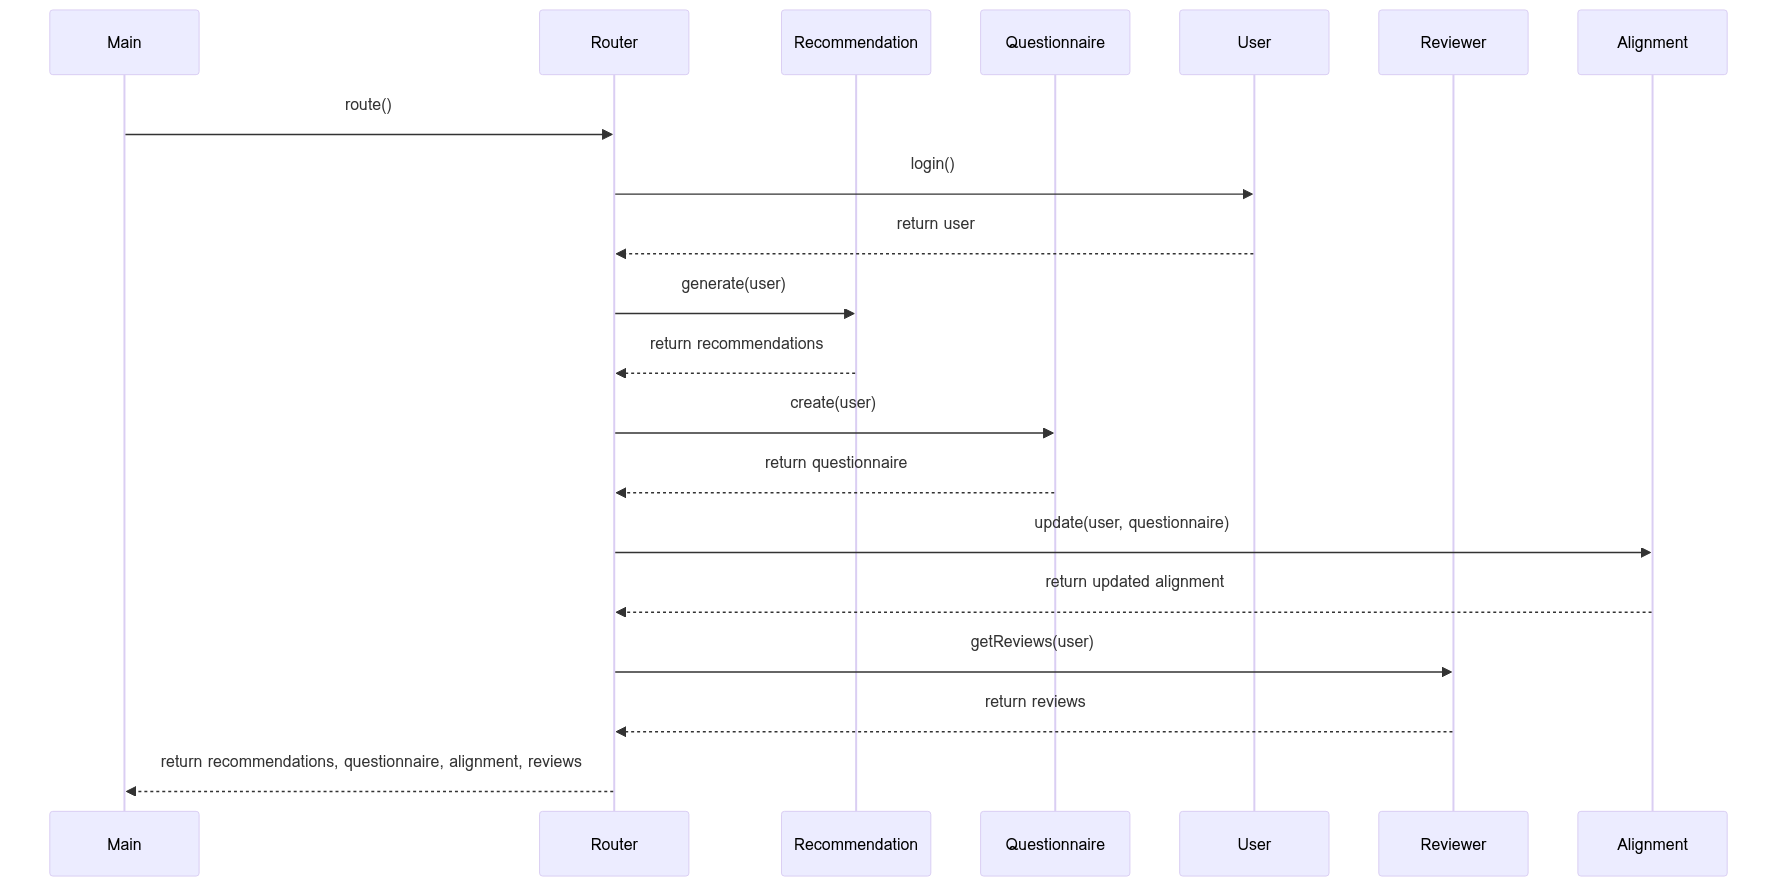 Main
Router
Recommendation
Questionnaire
User
Reviewer
Alignment
route()
login()
return user
generate(user)
return recommendations
create(user)
return questionnaire
update(user, questionnaire)
return updated alignment
getReviews(user)
return reviews
return recommendations, questionnaire, alignment, reviews
Main
Router
Recommendation
Questionnaire
User
Reviewer
Alignment